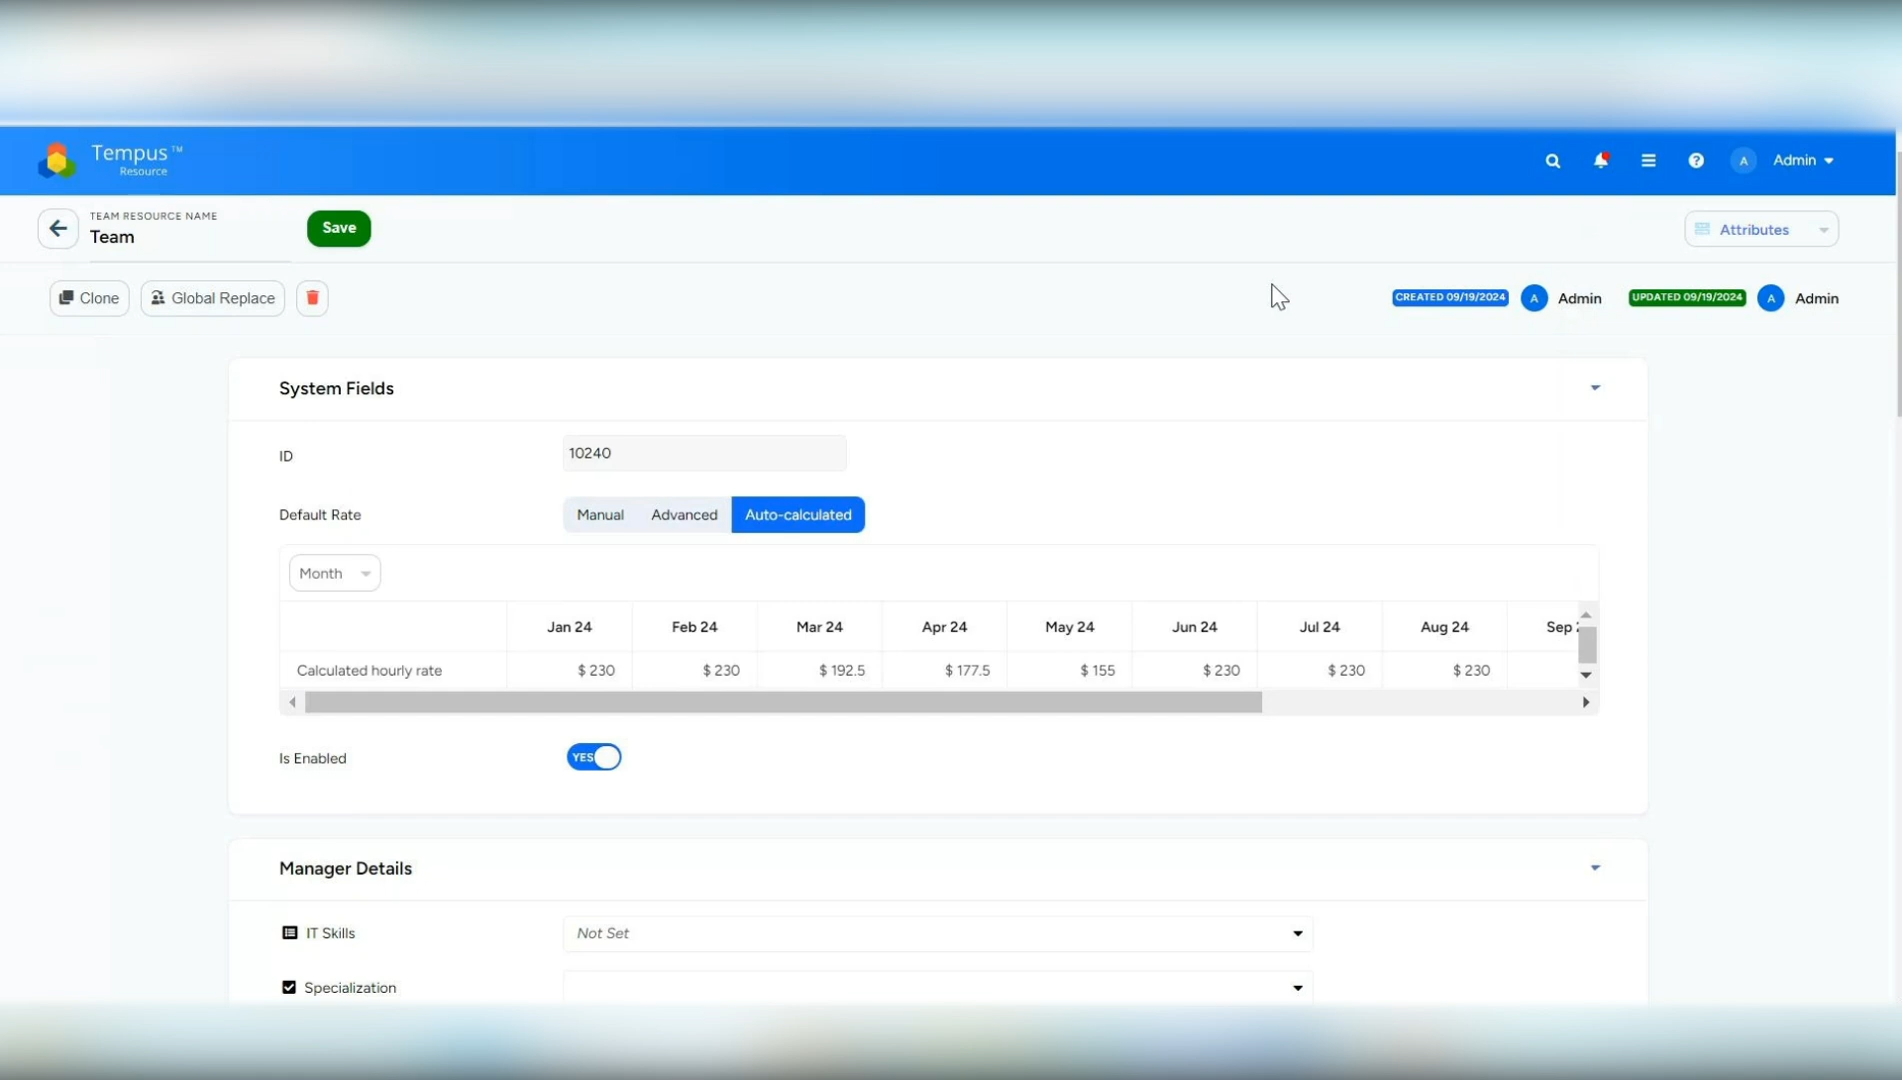 Tempus ™
Resource
A Admin
TEAM RESOURCE NAME
Team
Save
Attributes
Clone
Global Replace
CREATED 09/19/2024 A Admin UPDATED 09/19/2024 A Admin
System Fields
ID 10240
Default Rate Manual Advanced Auto-calculated
Month
Jan 24 Feb 24 Mar 24 Apr 24 May 24 Jun 24 Jul 24 Aug 24 Sep
Calculated hourly rate $ 230 $ 230 $ 192.5 $ 177.5 $ 155 $ 230 $ 230 $ 230
Is Enabled YES
Manager Details
IT Skills Not Set
Specialization